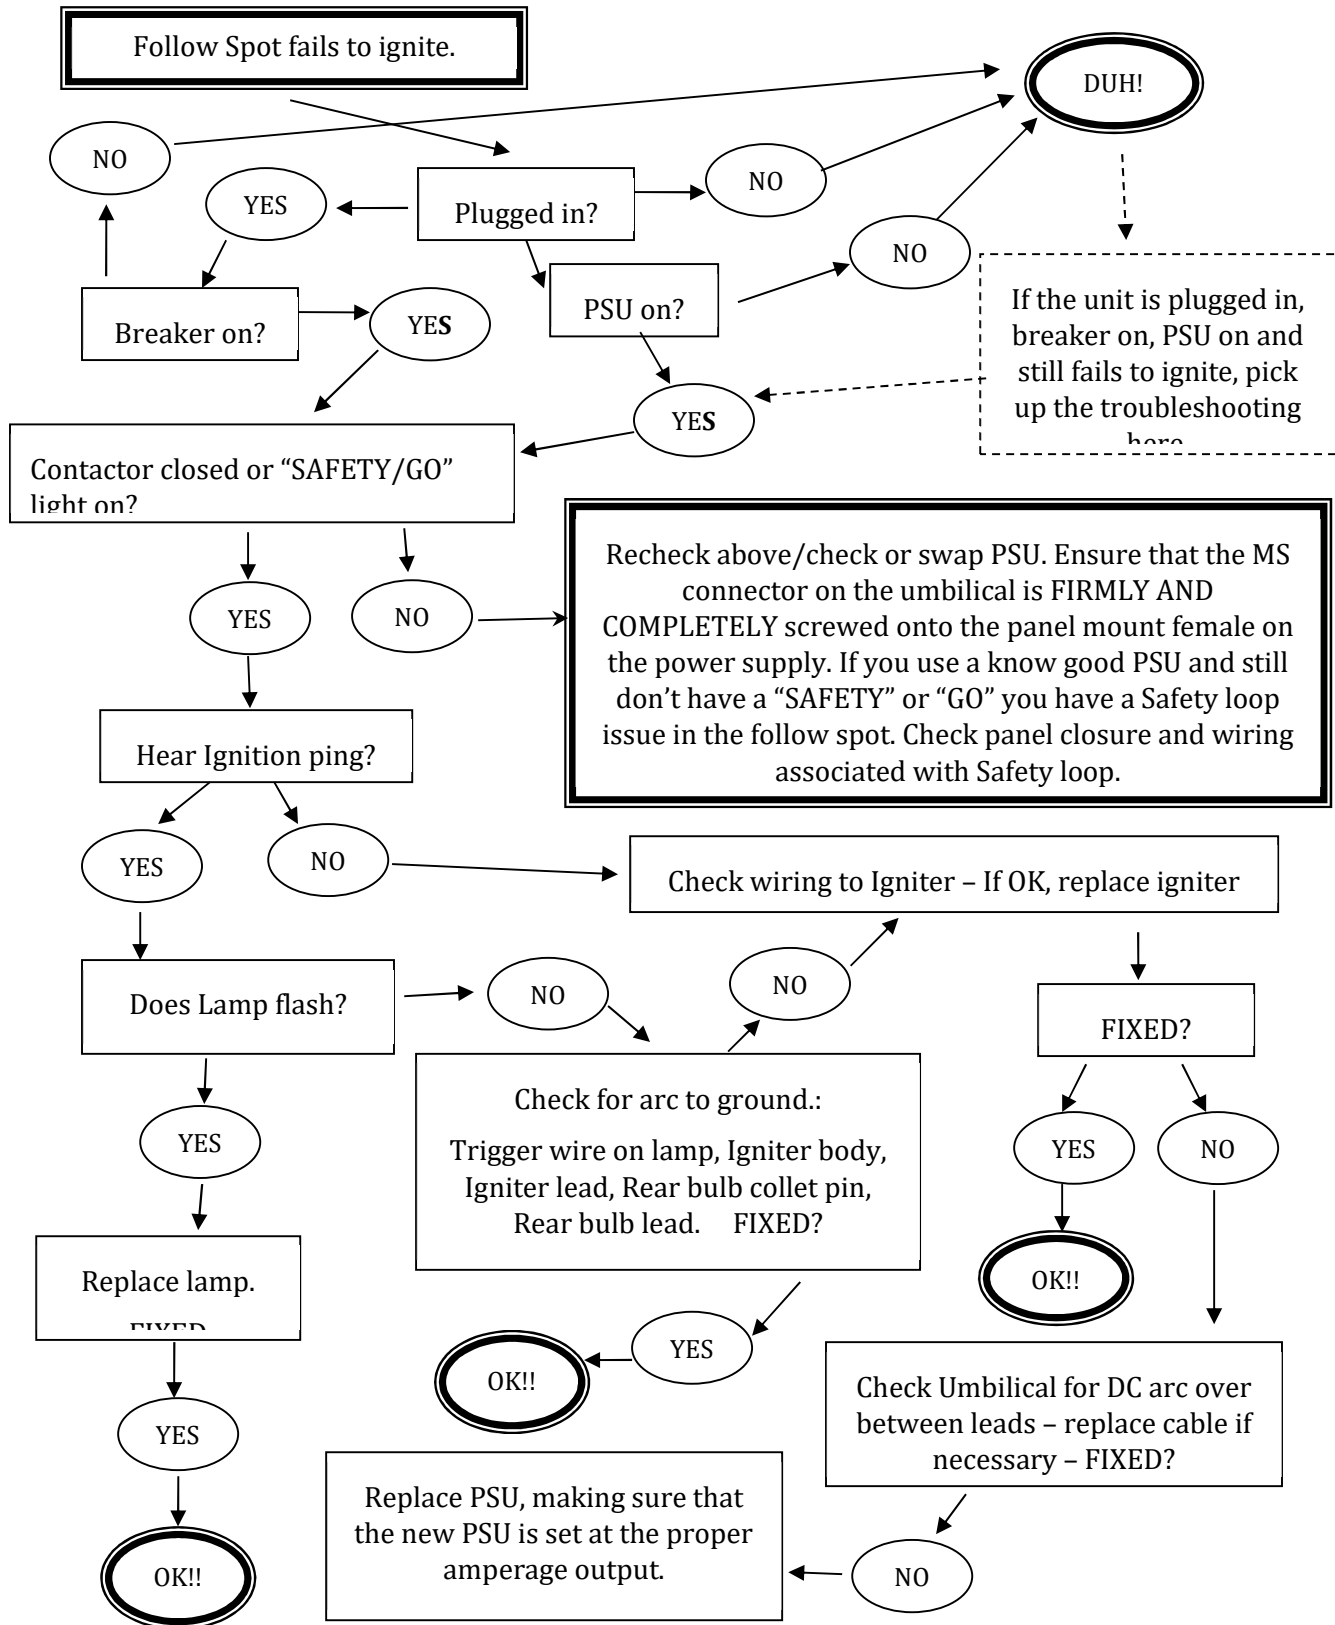 Follow Spot fails to ignite.
DUH!
NO
YES
Plugged in?
NO
NO
Breaker on?
YES
PSU on?
If the unit is plugged in,
breaker on, PSU on and
still fails to ignite, pick
up the troubleshooting
here
YES
Contactor closed or “SAFETY/GO”
light on?
YES
NO
Recheck above/check or swap PSU. Ensure that the MS
connector on the umbilical is FIRMLY AND
COMPLETELY screwed onto the panel mount female on
the power supply. If you use a know good PSU and still
don’t have a “SAFETY” or “GO” you have a Safety loop
issue in the follow spot. Check panel closure and wiring
associated with Safety loop.
Hear Ignition ping?
YES
NO
Check wiring to Igniter – If OK, replace igniter
Does Lamp flash?
NO
NO
FIXED?
Check for arc to ground.:
Trigger wire on lamp, Igniter body,
Igniter lead, Rear bulb collet pin,
Rear bulb lead. FIXED?
YES
YES
NO
Replace lamp.
FIXED
OK!!
YES
OK!!
Check Umbilical for DC arc over
between leads – replace cable if
necessary – FIXED?
YES
Replace PSU, making sure that
the new PSU is set at the proper
amperage output.
NO
OK!!